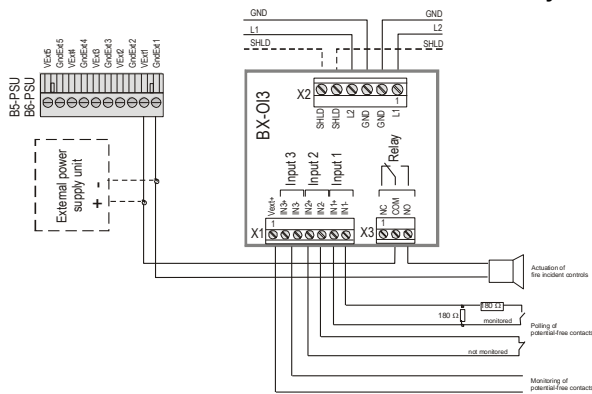 GND
GND
L1
L2
SHLD
SHLD
VExt5
GndExt5
VExt4
GndExt4
VExt3
GndExt3
VExt2
GndExt2
VExt1
GndExt1
B5-PSU
B6-PSU
BX-OI3
X2
1
SHLD
SHLD
L2
GND
GND
L1
Input 3
Input 2
Input 1
Relay
Vext+
IN3+
IN3-
IN2+
IN2-
IN1+
IN1-
NC
COM
NO
X1
1
X3
1
External power
supply unit
+ -
Actuation of
fire incident controls
180 Ω
180 Ω
monitored
Polling of
potential-free contacts
not monitored
Monitoring of
potential-free contacts